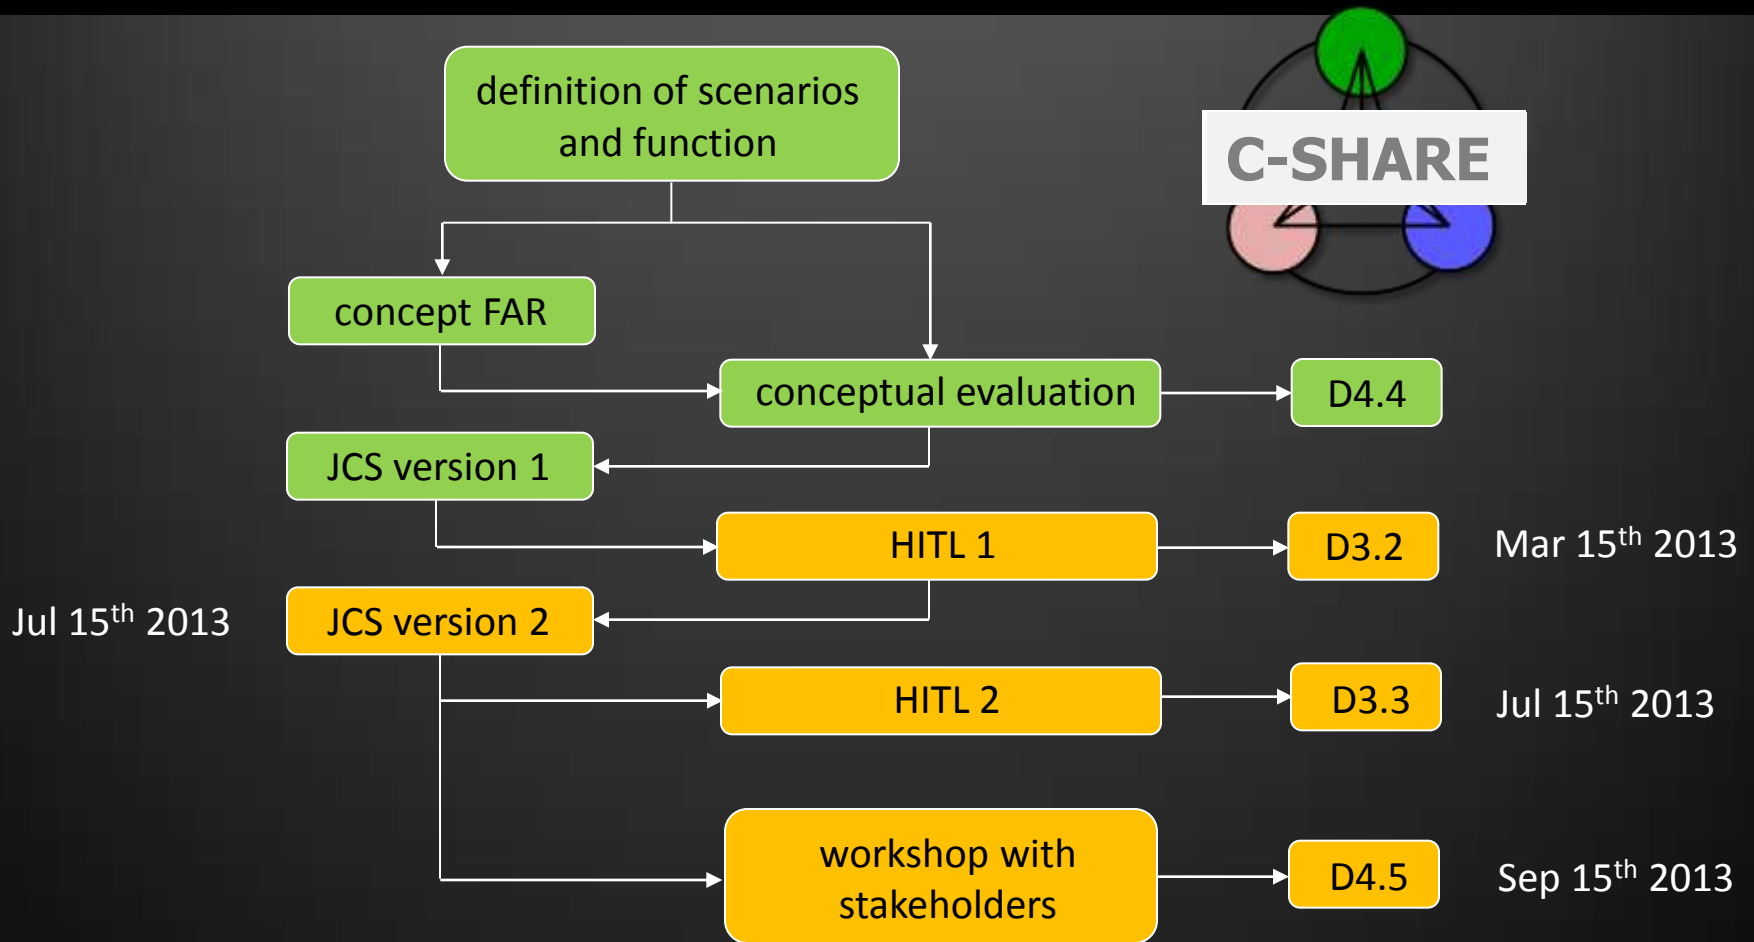 definition of scenarios
and function
C-SHARE
concept FAR
conceptual evaluation
D4.4
JCS version 1
HITL 1
D3.2
Mar 15th 2013
Jul 15th 2013
JCS version 2
HITL 2
D3.3
Jul 15th 2013
workshop with
stakeholders
D4.5
Sep 15th 2013